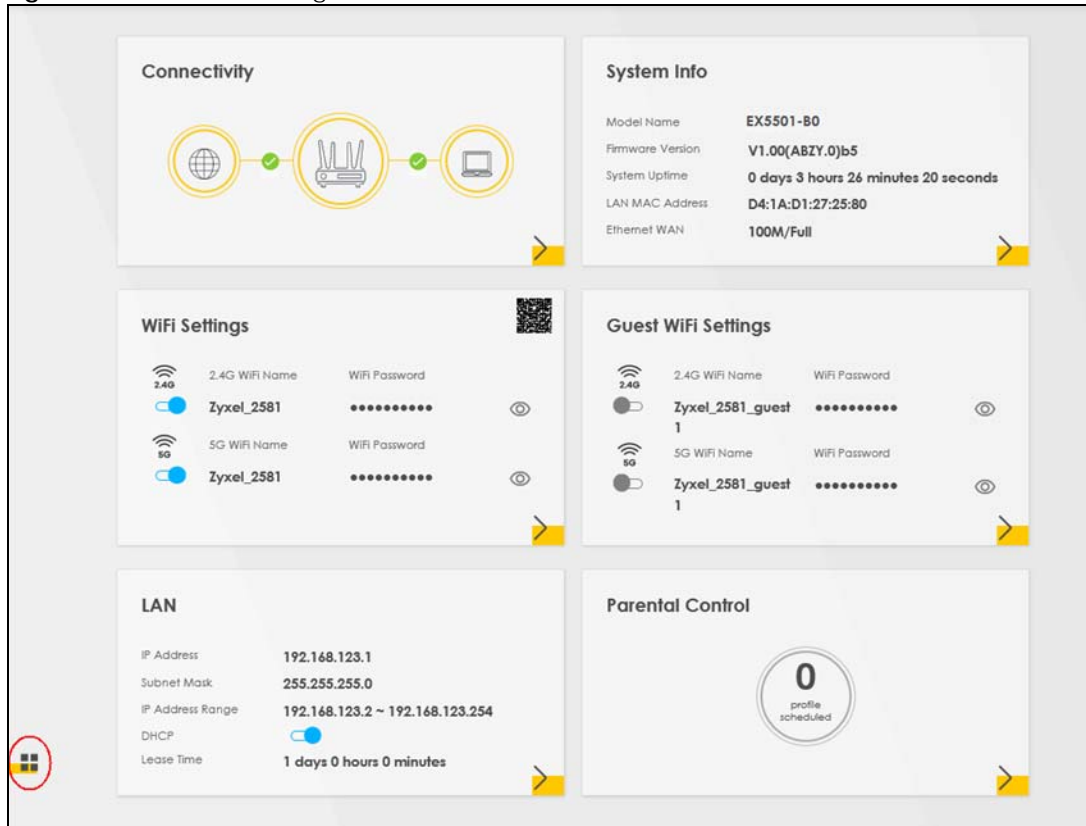 Connectivity
System Info
Model Name EX5501-B0
Firmware Version V1.00(ABZY.0)b5
System Uptime 0 days 3 hours 26 minutes 20 seconds
LAN MAC Address D4:1A:D1:27:25:80
Ethernet WAN 100M/Full
WiFi Settings
2.4G 2.4G WiFi Name WiFi Password
Zyxel_2581 ••••••••••
5G 5G WiFi Name WiFi Password
Zyxel_2581 ••••••••••
Guest WiFi Settings
2.4G 2.4G WiFi Name WiFi Password
Zyxel_2581_guest ••••••••••
1
5G 5G WiFi Name WiFi Password
Zyxel_2581_guest ••••••••••
1
LAN
IP Address 192.168.123.1
Subnet Mask 255.255.255.0
IP Address Range 192.168.123.2 ~ 192.168.123.254
DHCP
Lease Time 1 days 0 hours 0 minutes
Parental Control
0
profile
scheduled